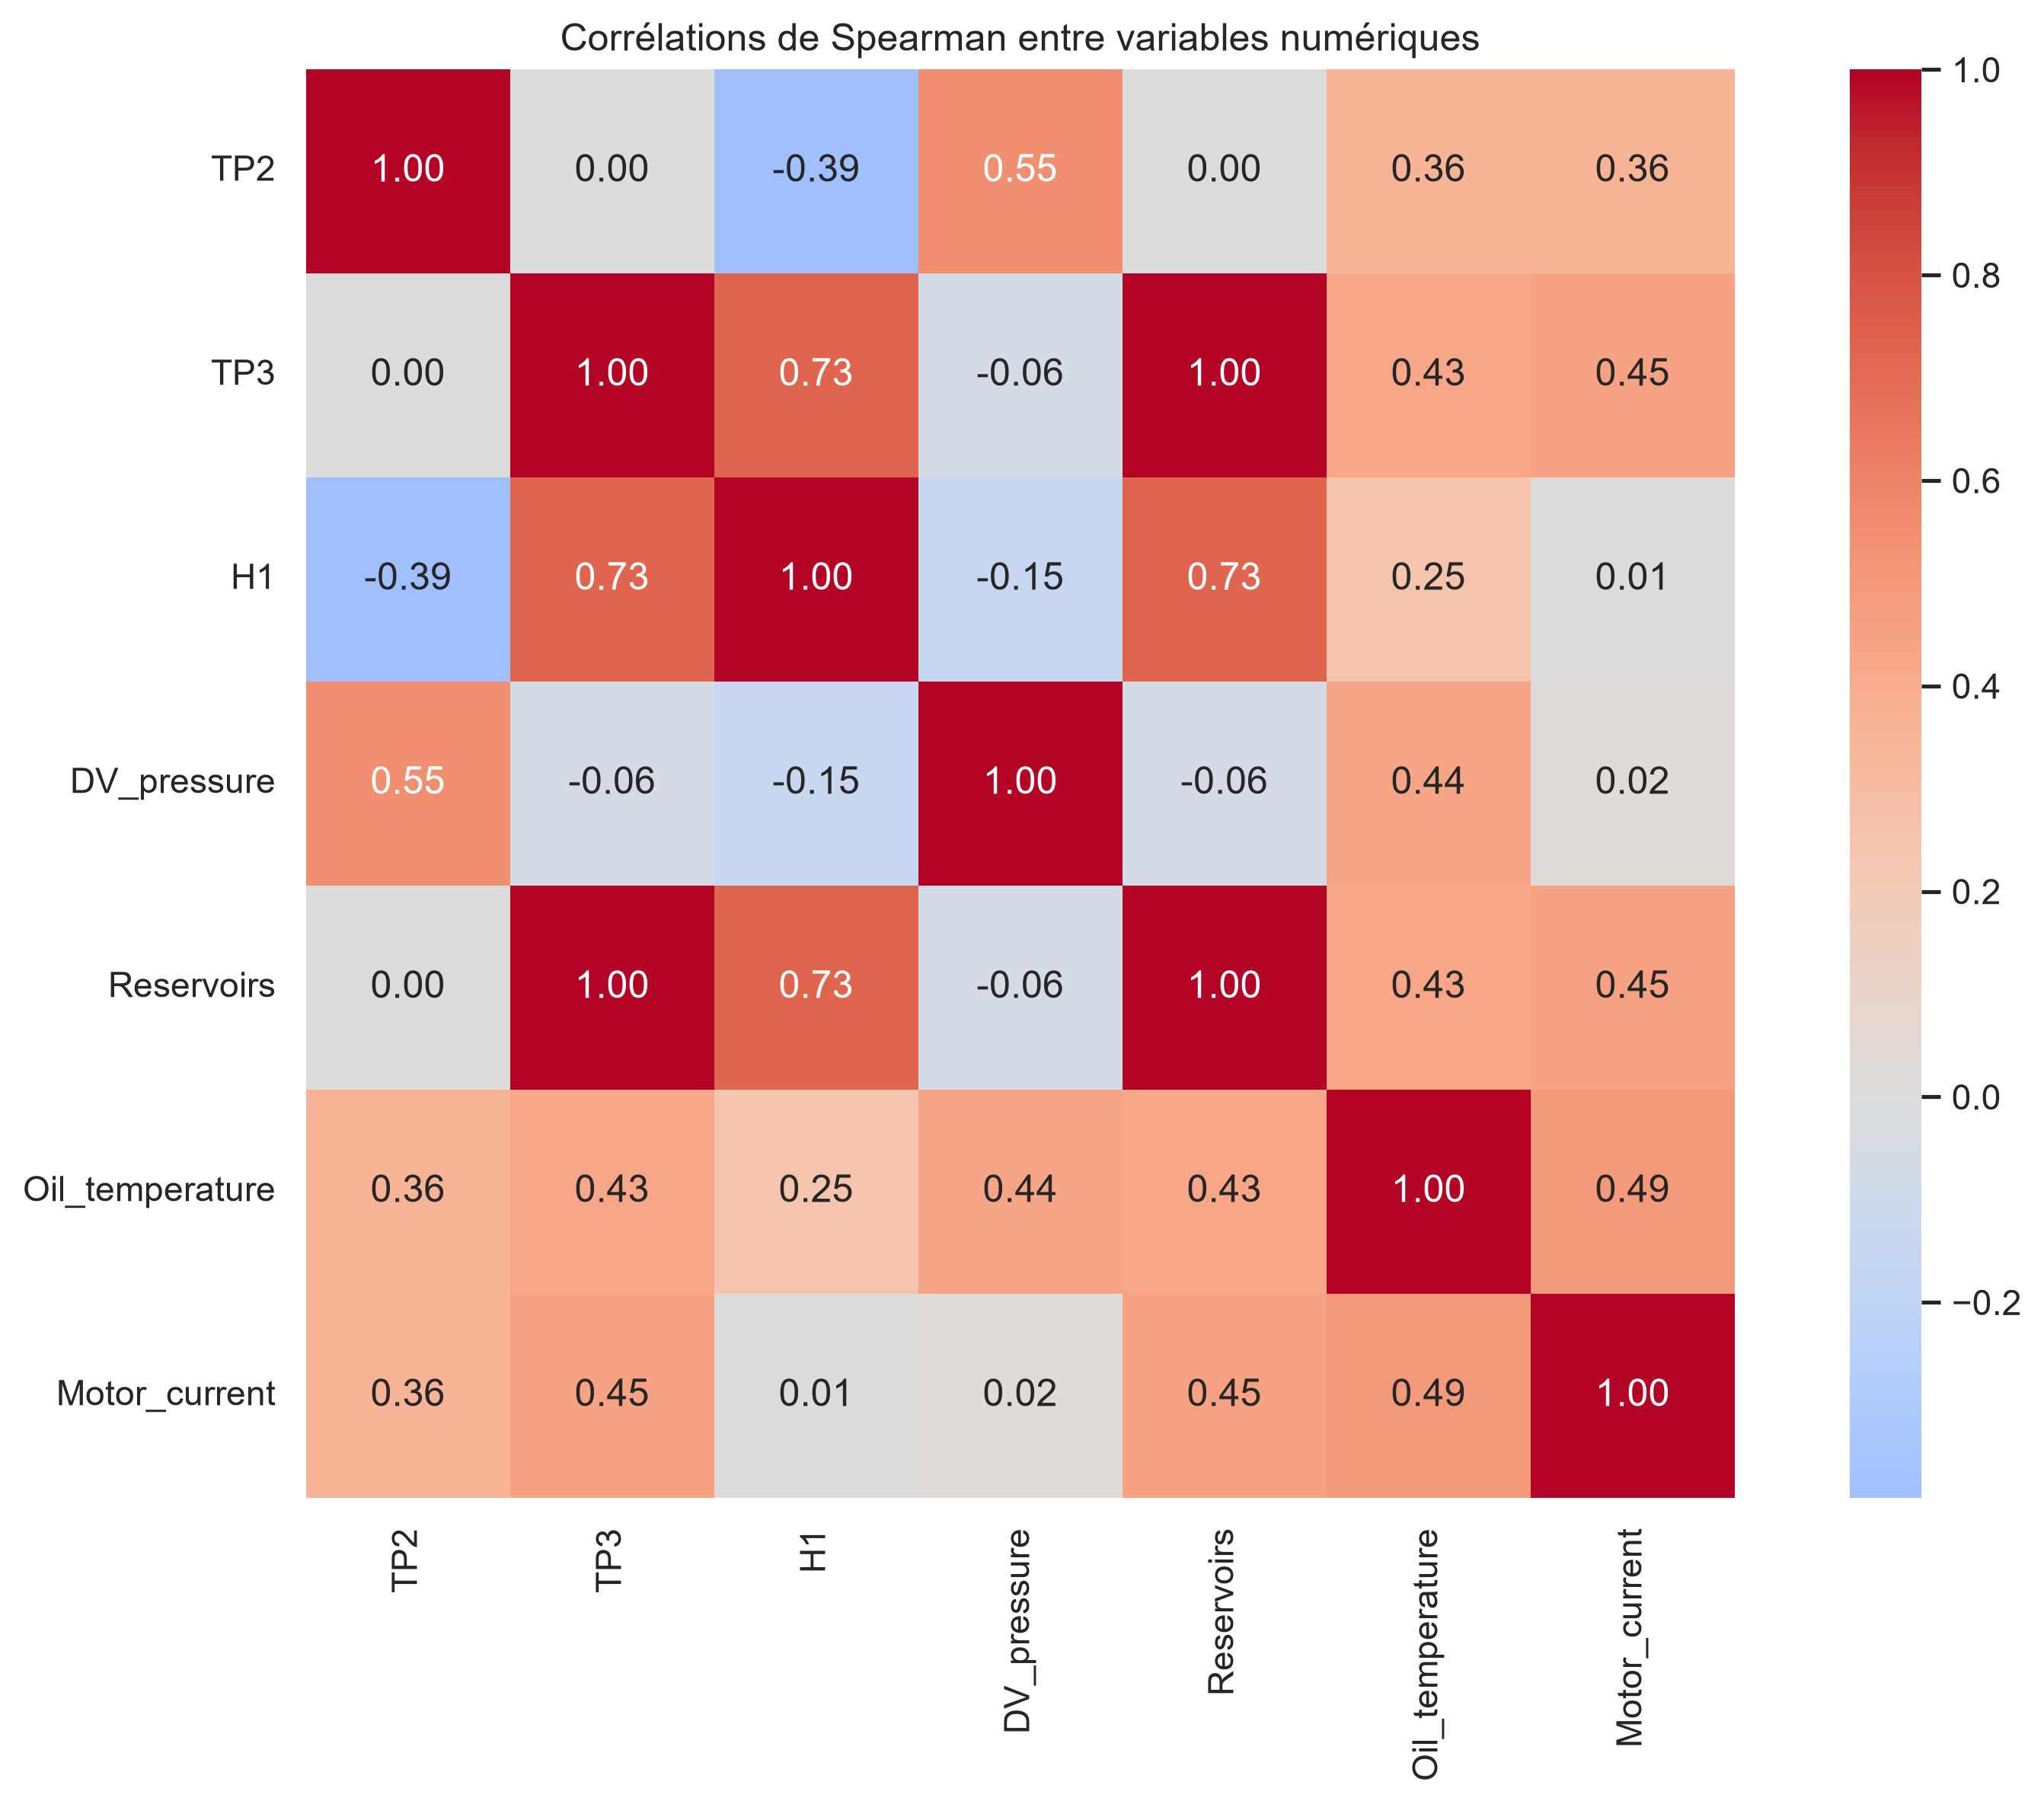 Corrélations de Spearman entre variables numériques
TP2 1.00 0.00 -0.39 0.55 0.00 0.36 0.36
TP3 0.00 1.00 0.73 -0.06 1.00 0.43 0.45
H1 -0.39 0.73 1.00 -0.15 0.73 0.25 0.01
DV_pressure 0.55 -0.06 -0.15 1.00 -0.06 0.44 0.02
Reservoirs 0.00 1.00 0.73 -0.06 1.00 0.43 0.45
Oil_temperature 0.36 0.43 0.25 0.44 0.43 1.00 0.49
Motor_current 0.36 0.45 0.01 0.02 0.45 0.49 1.00
TP2 TP3 H1 DV_pressure Reservoirs Oil_temperature Motor_current
1.0
0.8
0.6
0.4
0.2
0.0
−0.2